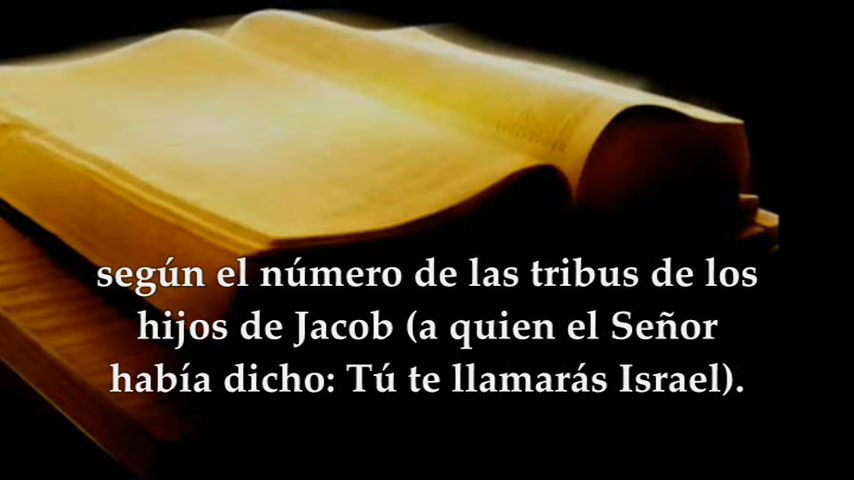 según el número de las tribus de los
hijos de Jacob (a quien el Señor
había dicho: Tú te llamarás Israel).